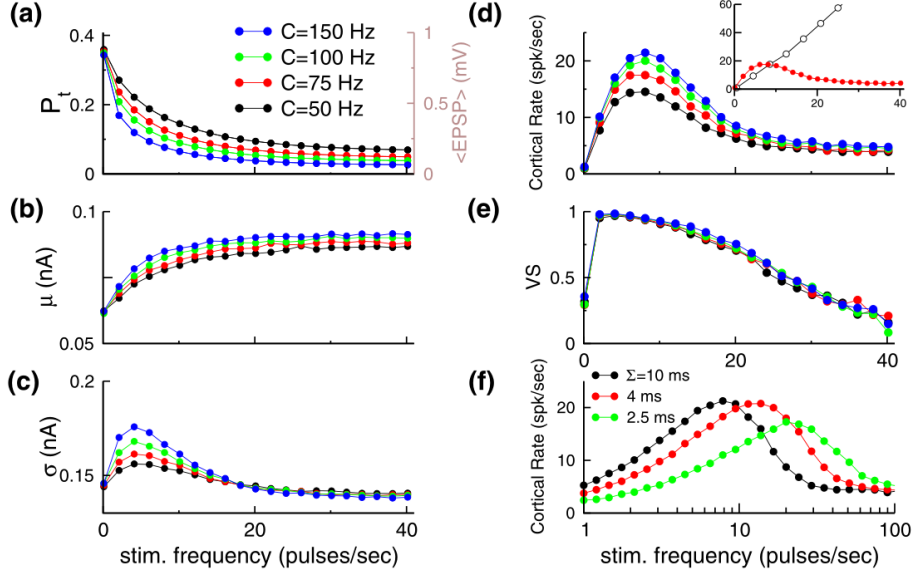 (a)
0.4
0.2
0
P_t
C=150 Hz
C=100 Hz
C=75 Hz
C=50 Hz
1
0.5
0
<EPSP> (mV)
(b)
0.1
0.05
μ (nA)
(c)
0.2
0.15
σ (nA)
0
20
40
stim. frequency (pulses/sec)
(d)
20
15
10
5
0
Cortical Rate (spk/sec)
60
40
20
0
0
20
40
(e)
1
0.5
0
VS
0
20
40
(f)
Σ=10 ms
4 ms
2.5 ms
20
15
10
5
0
Cortical Rate (spk/sec)
1
10
100
stim. frequency (pulses/sec)